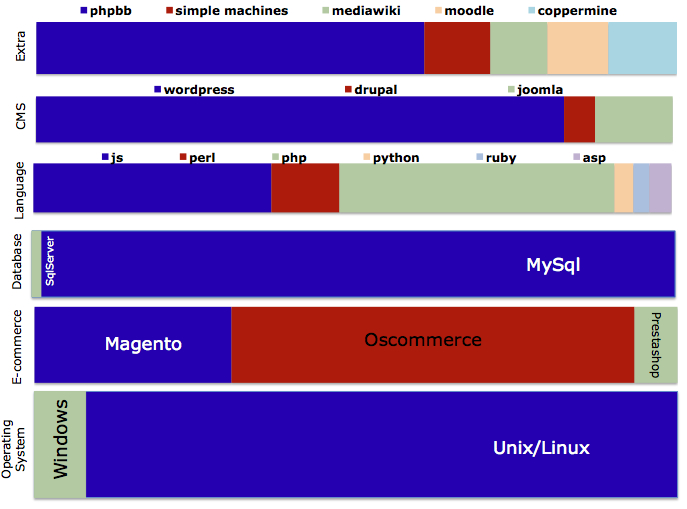 phpbb simple machines mediawiki moodle coppermine
Extra
wordpress drupal joomla
CMS
js perl php python ruby asp
Language
Database
SqlServer
MySql
E-commerce
Magento
Oscommerce
Prestashop
Operating
System
Windows
Unix/Linux